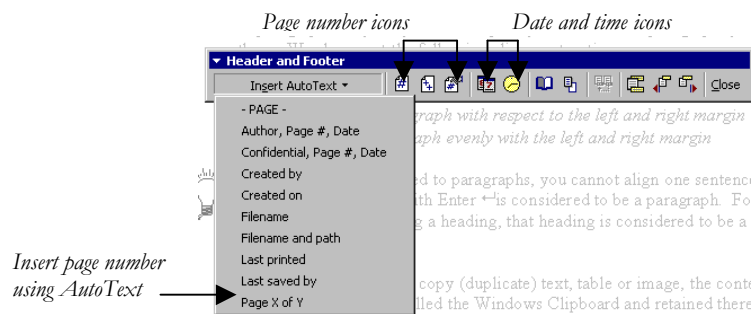 Page number icons Date and time icons
Header and Footer
Insert AutoText Close
- PAGE -
Author, Page #, Date
Confidential, Page #, Date
Created by
Created on
Filename
Filename and path
Last printed
Last saved by
Page X of Y
graph with respect to the left and right margin
aph evenly with the left and right margin
ed to paragraphs, you cannot align one sentence
ith Enter ↵is considered to be a paragraph. Fo
g a heading, that heading is considered to be a
Insert page number
using AutoText
copy (duplicate) text, table or image, the conte
lled the Windows Clipboard and retained there